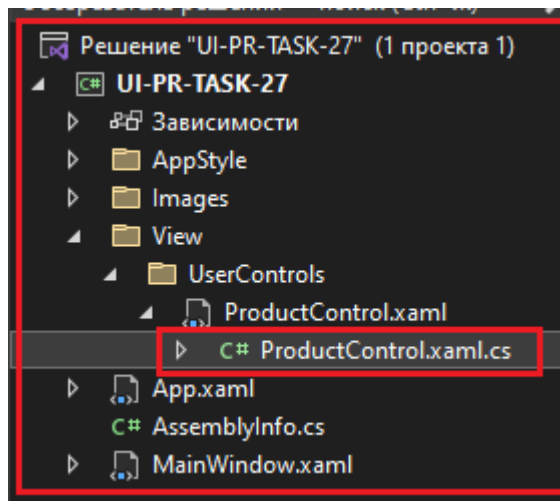 Решение "UI-PR-TASK-27" (1 проекта 1)
C# UI-PR-TASK-27
Зависимости
AppStyle
Images
View
UserControls
ProductControl.xaml
C# ProductControl.xaml.cs
App.xaml
C# AssemblyInfo.cs
MainWindow.xaml